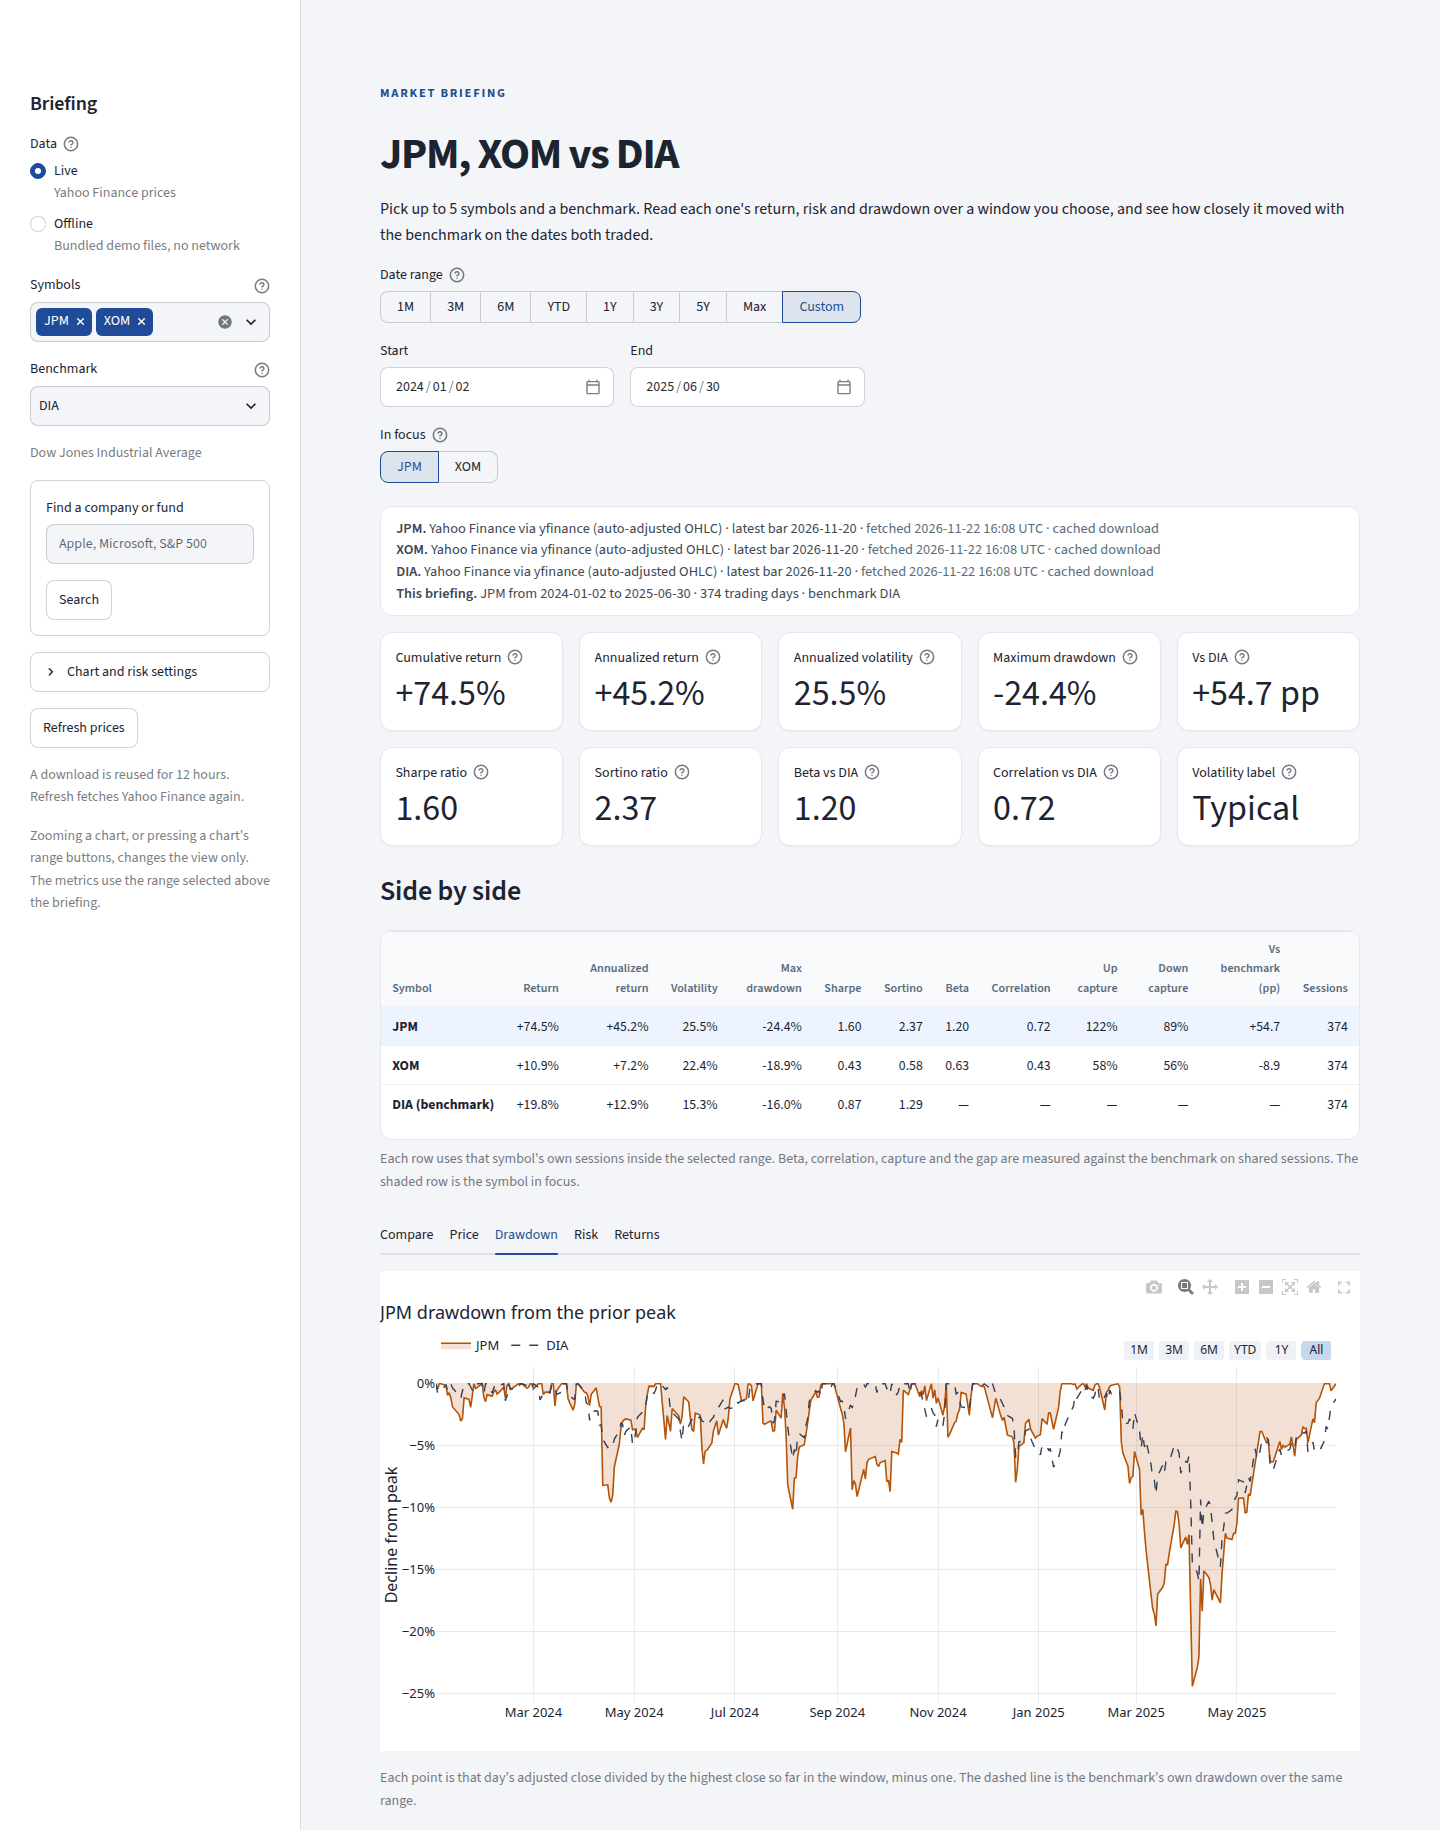 Briefing
Data
Live
Yahoo Finance prices
Offline
Bundled demo files, no network
Symbols
JPM
XOM
Benchmark
DIA
Dow Jones Industrial Average
Find a company or fund
Apple, Microsoft, S&P 500
Search
Chart and risk settings
Refresh prices
A download is reused for 12 hours.
Refresh fetches Yahoo Finance again.
Zooming a chart, or pressing a chart's
range buttons, changes the view only.
The metrics use the range selected above
the briefing.
MARKET BRIEFING
JPM, XOM vs DIA
Pick up to 5 symbols and a benchmark. Read each one's return, risk and drawdown over a window you choose, and see how closely it moved with
the benchmark on the dates both traded.
Date range
1M 3M 6M YTD 1Y 3Y 5Y Max Custom
Start End
2024/01/02 2025/06/30
In focus
JPM XOM
JPM. Yahoo Finance via yfinance (auto-adjusted OHLC) · latest bar 2026-11-20 · fetched 2026-11-22 16:08 UTC · cached download
XOM. Yahoo Finance via yfinance (auto-adjusted OHLC) · latest bar 2026-11-20 · fetched 2026-11-22 16:08 UTC · cached download
DIA. Yahoo Finance via yfinance (auto-adjusted OHLC) · latest bar 2026-11-20 · fetched 2026-11-22 16:08 UTC · cached download
This briefing. JPM from 2024-01-02 to 2025-06-30 · 374 trading days · benchmark DIA
Cumulative return Annualized return Annualized volatility Maximum drawdown Vs DIA
+74.5% +45.2% 25.5% -24.4% +54.7 pp
Sharpe ratio Sortino ratio Beta vs DIA Correlation vs DIA Volatility label
1.60 2.37 1.20 0.72 Typical
Side by side
Symbol Return Annualized return Volatility Max drawdown Sharpe Sortino Beta Correlation Up capture Down capture Vs benchmark (pp) Sessions
JPM +74.5% +45.2% 25.5% -24.4% 1.60 2.37 1.20 0.72 122% 89% +54.7 374
XOM +10.9% +7.2% 22.4% -18.9% 0.43 0.58 0.63 0.43 58% 56% -8.9 374
DIA (benchmark) +19.8% +12.9% 15.3% -16.0% 0.87 1.29 — — — — — 374
Each row uses that symbol's own sessions inside the selected range. Beta, correlation, capture and the gap are measured against the benchmark on shared sessions. The
shaded row is the symbol in focus.
Compare Price Drawdown Risk Returns
JPM drawdown from the prior peak
JPM DIA
1M 3M 6M YTD 1Y All
Decline from peak
0%
−5%
−10%
−15%
−20%
−25%
Mar 2024 May 2024 Jul 2024 Sep 2024 Nov 2024 Jan 2025 Mar 2025 May 2025
Each point is that day's adjusted close divided by the highest close so far in the window, minus one. The dashed line is the benchmark's own drawdown over the same
range.